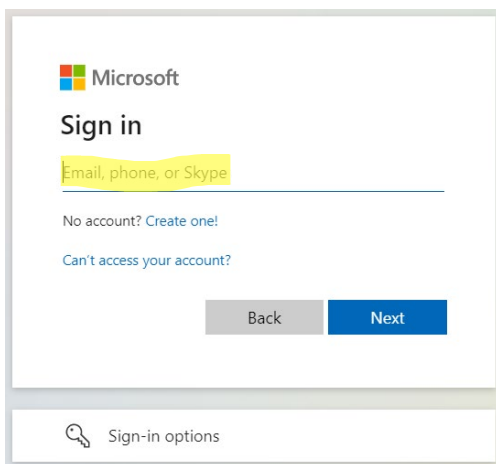 Microsoft
Sign in
Email, phone, or Skype
No account? Create one!
Can't access your account?
Back Next
Sign-in options